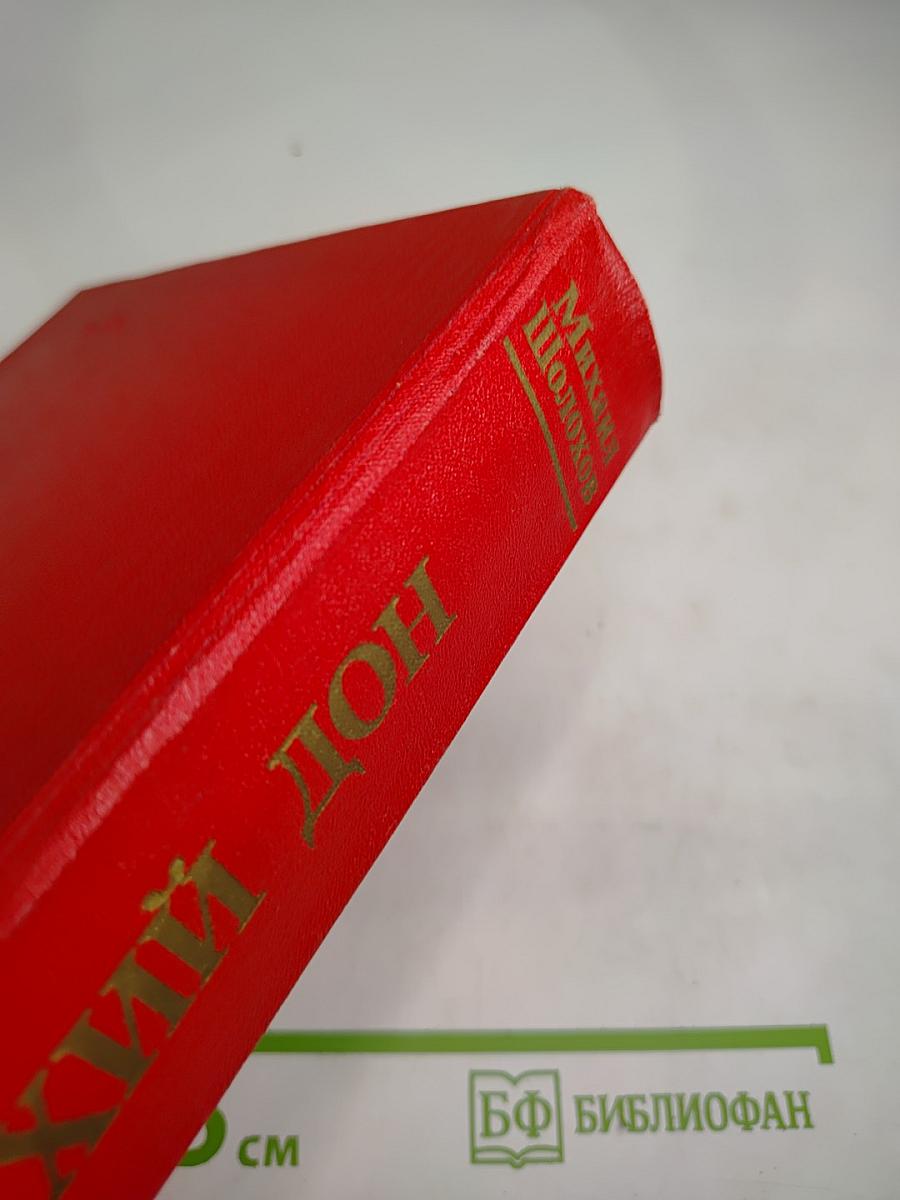 Михаил
Шолохов
ХИЙ ДОН
см
БФ БИБЛИОФАН